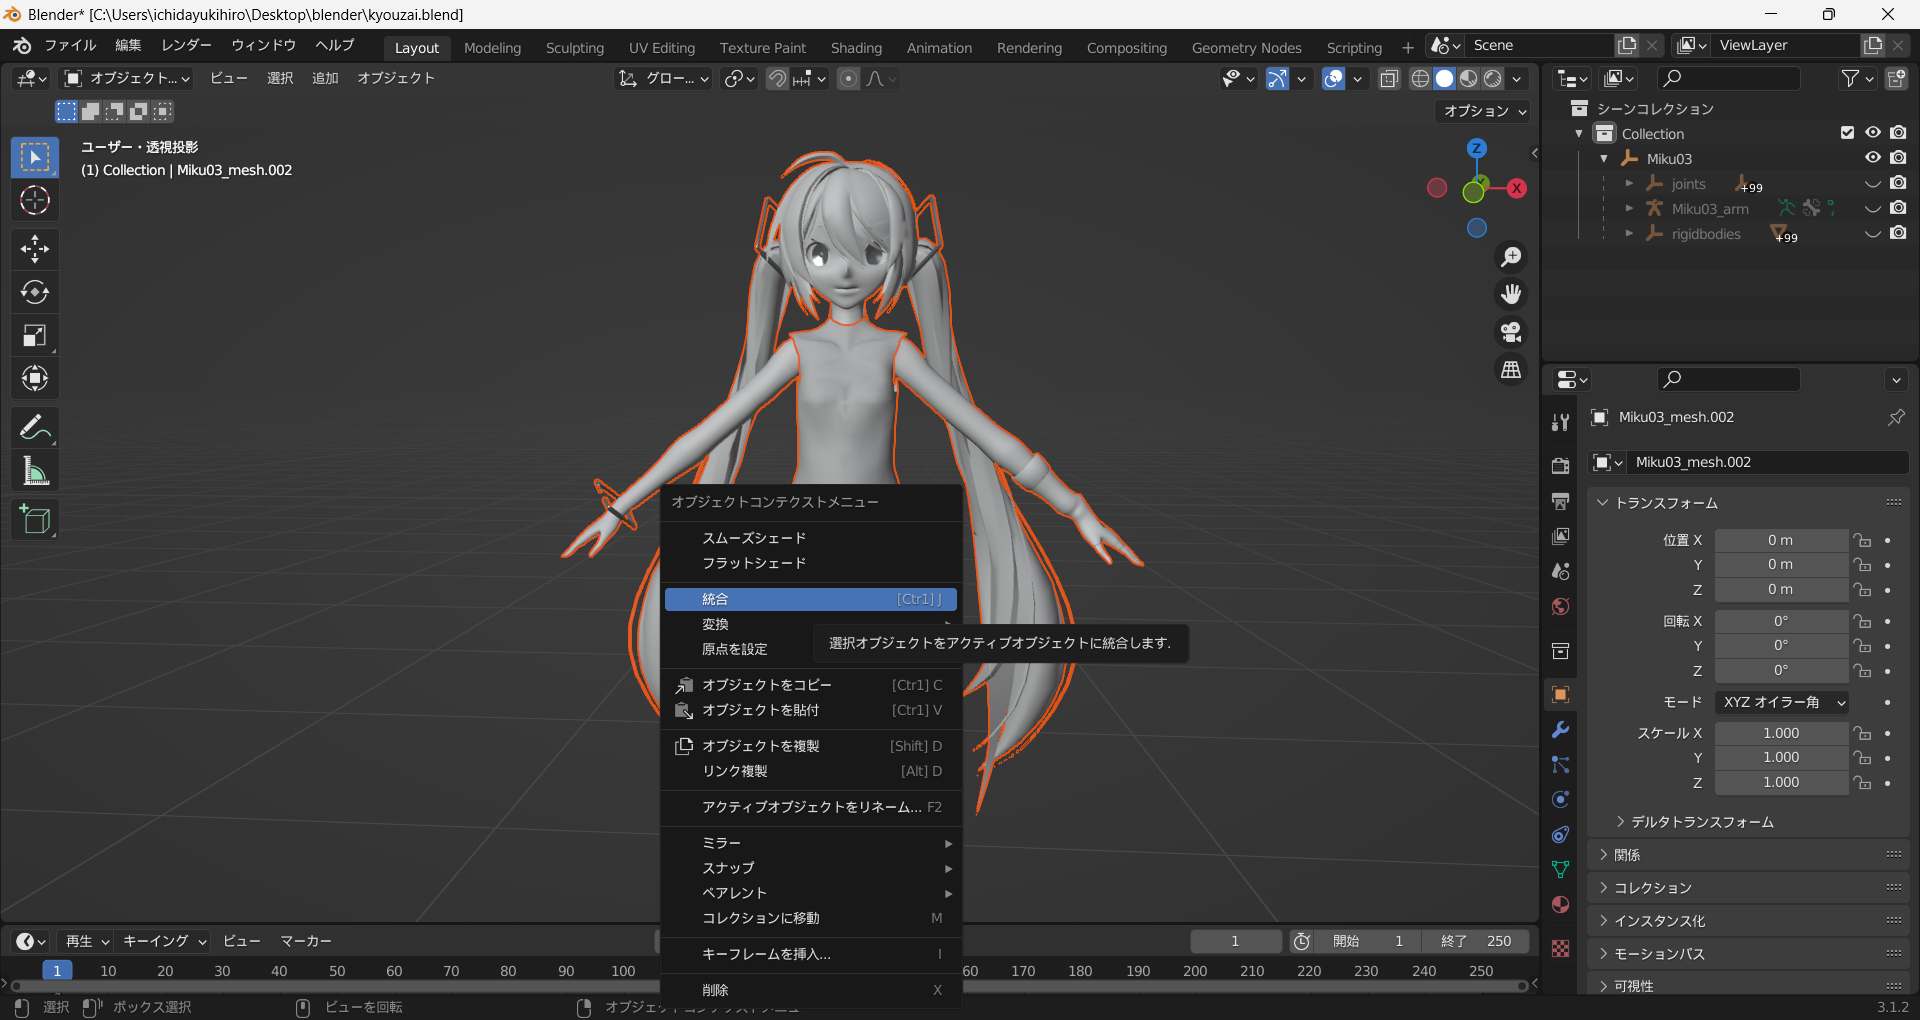 Blender* [C:\Users\ichidayukihiro\Desktop\blender\kyouzai.blend]
ファイル 編集 レンダー ウィンドウ ヘルプ Layout Modeling Sculpting UV Editing Texture Paint Shading Animation Rendering Compositing Geometry Nodes Scripting + Scene ViewLayer
オブジェクト... ビュー 選択 追加 オブジェクト グロー...
オプション
シーンコレクション
Collection
Miku03
joints +99
Miku03_arm
rigidbodies +99
ユーザー・透視投影
(1) Collection | Miku03_mesh.002
Z
X
Miku03_mesh.002
Miku03_mesh.002
トランスフォーム
位置 X 0 m
Y 0 m
Z 0 m
回転 X 0°
Y 0°
Z 0°
モード XYZ オイラー角
スケール X 1.000
Y 1.000
Z 1.000
デルタトランスフォーム
関係
コレクション
インスタンス化
モーションパス
可視性
オブジェクトコンテクストメニュー
スムーズシェード
フラットシェード
統合 [Ctr1] J
変換
原点を設定
選択オブジェクトをアクティブオブジェクトに統合します.
オブジェクトをコピー [Ctr1] C
オブジェクトを貼付 [Ctr1] V
オブジェクトを複製 [Shift] D
リンク複製 [Alt] D
アクティブオブジェクトをリネーム... F2
ミラー
スナップ
ペアレント
コレクションに移動 M
キーフレームを挿入... I
削除 X
再生 キーイング ビュー マーカー 1 開始 1 終了 250
1 10 20 30 40 50 60 70 80 90 100 60 170 180 190 200 210 220 230 240 250
選択 ボックス選択 ビューを回転 オブジェクトコンテクストメニュー 3.1.2